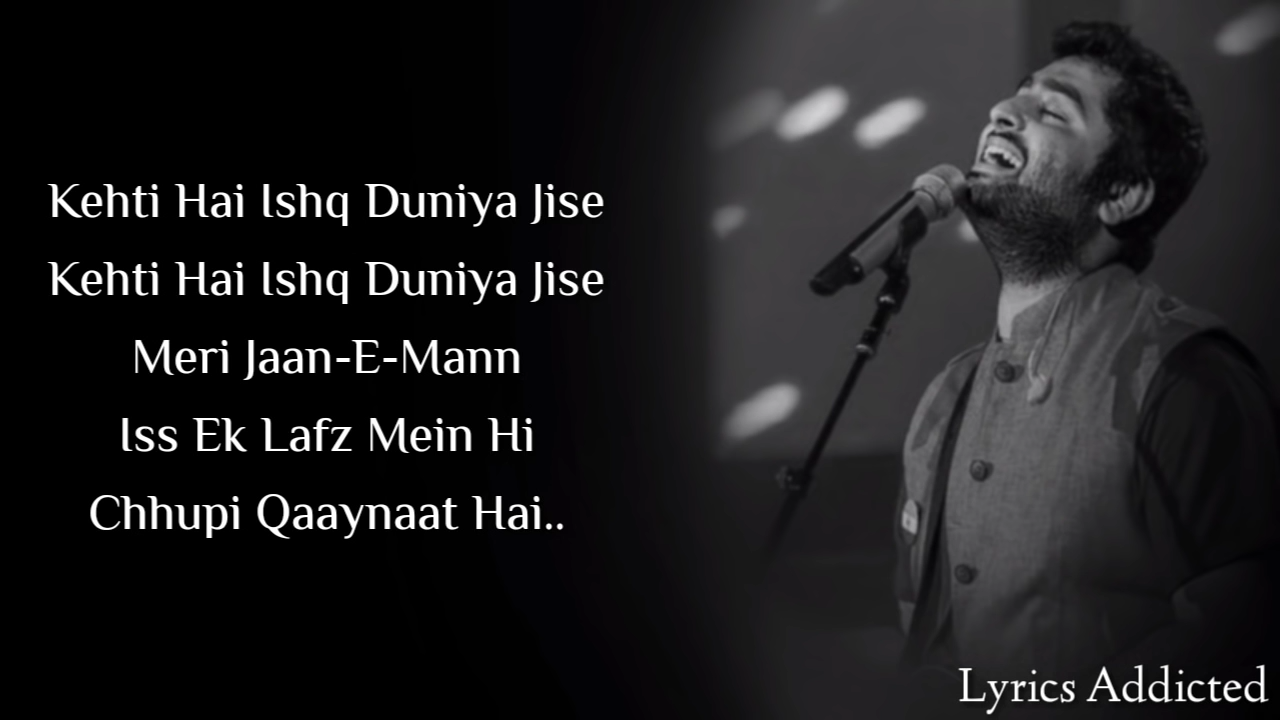 Kehti Hai Ishq Duniya Jise
Kehti Hai Ishq Duniya Jise
Meri Jaan-E-Mann
Iss Ek Lafz Mein Hi
Chhupi Qaaynaat Hai..
Lyrics Addicted